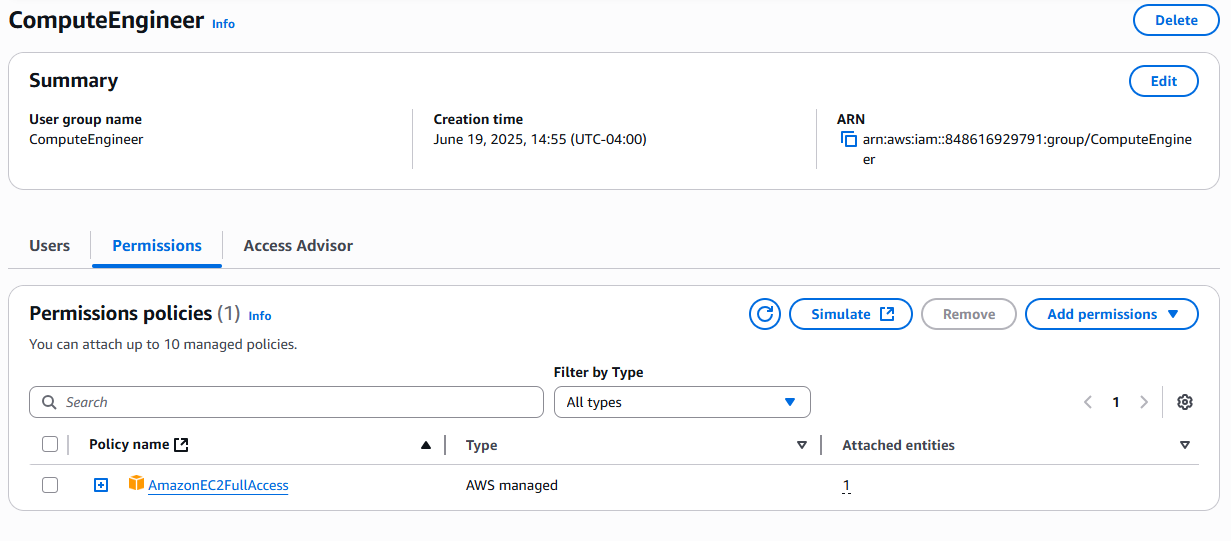 ComputeEngineer Info
Delete
Summary
Edit
User group name
ComputeEngineer
Creation time
June 19, 2025, 14:55 (UTC-04:00)
ARN
arn:aws:iam::848616929791:group/ComputeEngine
er
Users
Permissions
Access Advisor
Permissions policies (1) Info
Simulate
Remove
Add permissions
You can attach up to 10 managed policies.
Filter by Type
Search
All types
1
Policy name
Type
Attached entities
AmazonEC2FullAccess
AWS managed
1